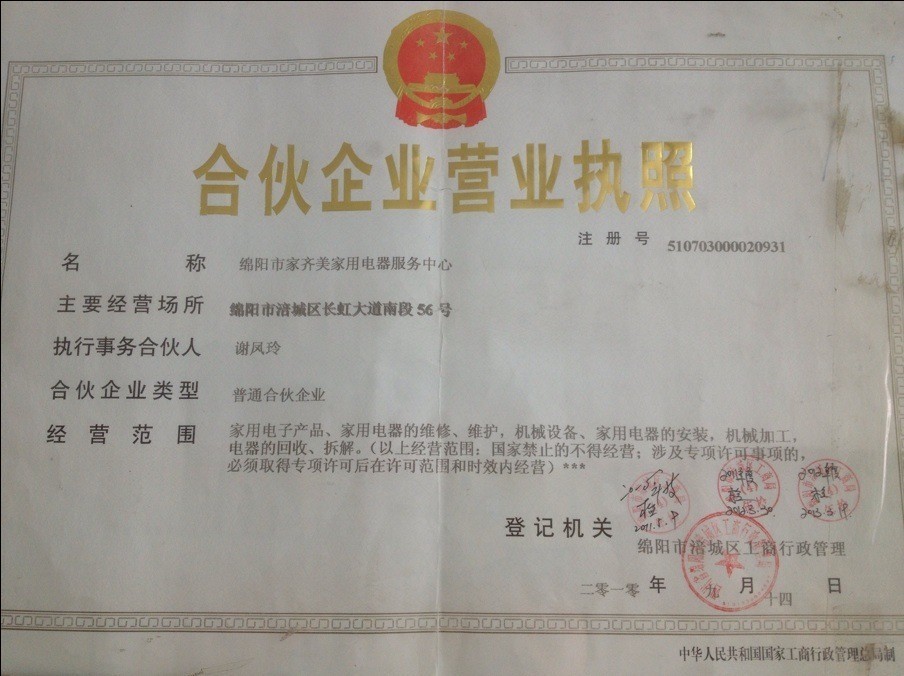 合伙企业营业执照
注册号 510703000020931
名称 绵阳市家齐美家用电器服务中心
主要经营场所 绵阳市涪城区长虹大道南段56号
执行事务合伙人 谢凤玲
合伙企业类型 普通合伙企业
经营范围 家用电子产品、家用电器的维修、维护，机械设备、家用电器的安装，机械加工，
电器的回收、拆解。（以上经营范围：国家禁止的不得经营；涉及专项许可事项的，
必须取得专项许可后在许可范围和时效内经营）***
登记机关
绵阳市涪城区工商行政管理
二零一零年九月十四日
中华人民共和国国家工商行政管理总局制